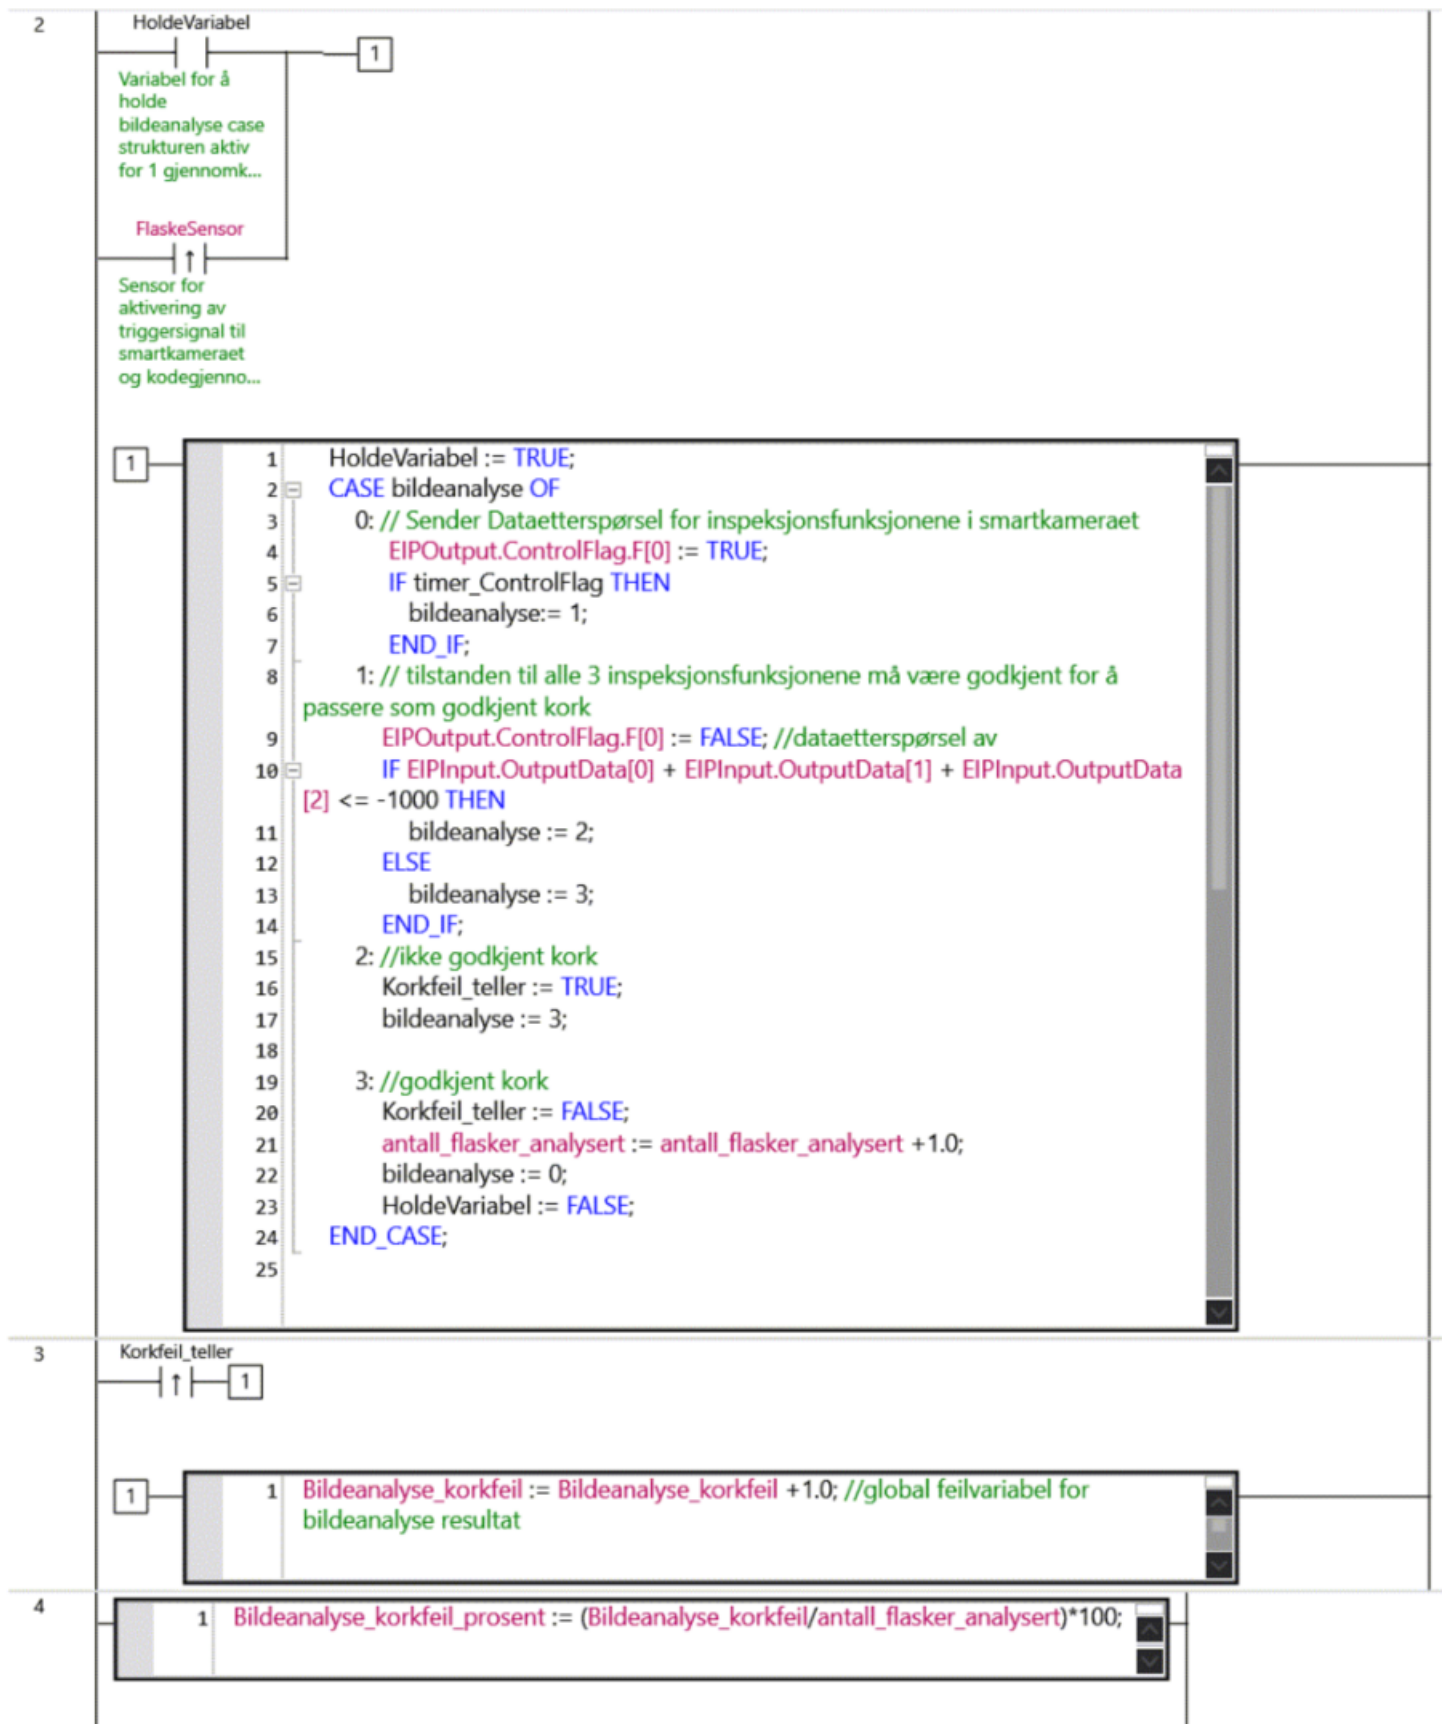 2
HoldeVariabel
1
Variabel for å
holde
bildeanalyse case
strukturen aktiv
for 1 gjennomk...
FlaskeSensor
↑
Sensor for
aktivering av
triggersignal til
smartkameraet
og kodegjenno...
1
1 HoldeVariabel := TRUE;
2 CASE bildeanalyse OF
3 0: // Sender Dataetterspørsel for inspeksjonsfunksjonene i smartkameraet
4 EIPOutput.ControlFlag.F[0] := TRUE;
5 IF timer_ControlFlag THEN
6 bildeanalyse:= 1;
7 END_IF;
8 1: // tilstanden til alle 3 inspeksjonsfunksjonene må være godkjent for å
passere som godkjent kork
9 EIPOutput.ControlFlag.F[0] := FALSE; //dataetterspørsel av
10 IF EIPInput.OutputData[0] + EIPInput.OutputData[1] + EIPInput.OutputData
[2] <= -1000 THEN
11 bildeanalyse := 2;
12 ELSE
13 bildeanalyse := 3;
14 END_IF;
15 2: //ikke godkjent kork
16 Korkfeil_teller := TRUE;
17 bildeanalyse := 3;
18
19 3: //godkjent kork
20 Korkfeil_teller := FALSE;
21 antall_flasker_analysert := antall_flasker_analysert +1.0;
22 bildeanalyse := 0;
23 HoldeVariabel := FALSE;
24 END_CASE;
25
3
Korkfeil_teller
↑ 1
1
1 Bildeanalyse_korkfeil := Bildeanalyse_korkfeil +1.0; //global feilvariabel for
bildeanalyse resultat
4
1 Bildeanalyse_korkfeil_prosent := (Bildeanalyse_korkfeil/antall_flasker_analysert)*100;